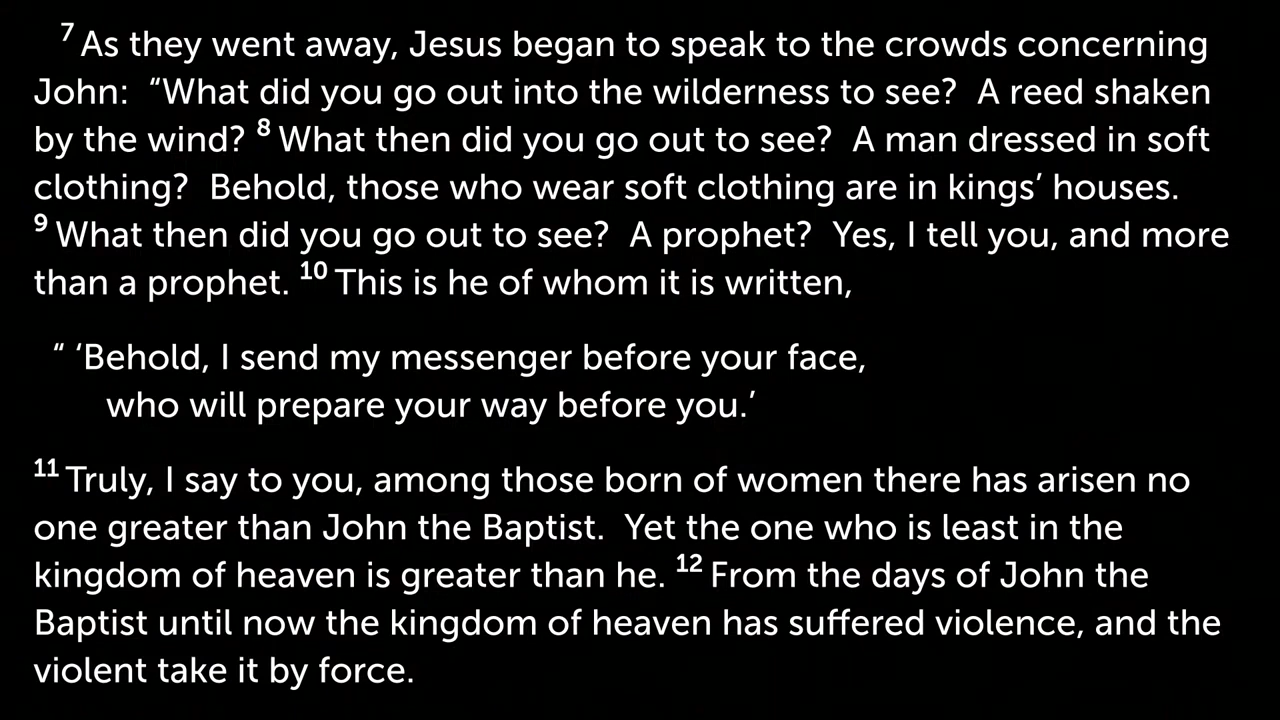 ⁷ As they went away, Jesus began to speak to the crowds concerning
John: “What did you go out into the wilderness to see? A reed shaken
by the wind? ⁸ What then did you go out to see? A man dressed in soft
clothing? Behold, those who wear soft clothing are in kings’ houses.
⁹ What then did you go out to see? A prophet? Yes, I tell you, and more
than a prophet. ¹⁰ This is he of whom it is written,
“ ‘Behold, I send my messenger before your face,
who will prepare your way before you.’
¹¹ Truly, I say to you, among those born of women there has arisen no
one greater than John the Baptist. Yet the one who is least in the
kingdom of heaven is greater than he. ¹² From the days of John the
Baptist until now the kingdom of heaven has suffered violence, and the
violent take it by force.